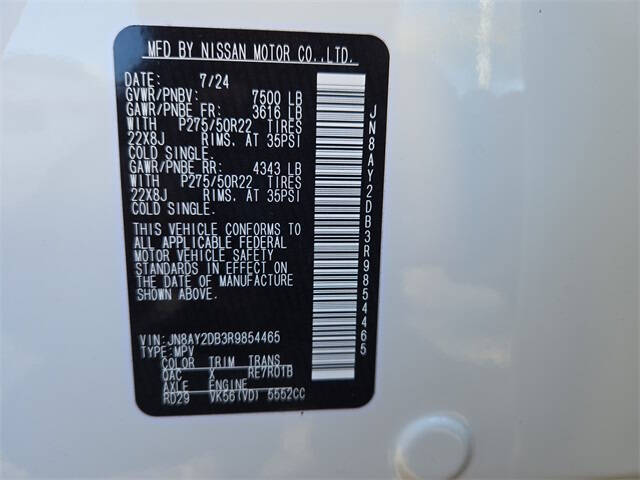 MFD BY NISSAN MOTOR CO.,LTD.
DATE: 7/24
GVWR/PNBV: 7500 LB
GAWR/PNBE FR: 3616 LB
WITH P275/50R22 TIRES
22X8J RIMS. AT 35PSI
COLD SINGLE.
GAWR/PNBE RR: 4343 LB
WITH P275/50R22 TIRES
22X8J RIMS. AT 35PSI
COLD SINGLE.
THIS VEHICLE CONFORMS TO
ALL APPLICABLE FEDERAL
MOTOR VEHICLE SAFETY
STANDARDS IN EFFECT ON
THE DATE OF MANUFACTURE
SHOWN ABOVE.
VIN: JN8AY2DB3R9854465
TYPE: MPV
COLOR TRIM TRANS
QAC X RE7R01B
AXLE ENGINE
RD29 VK56(VD) 5552CC
JN8AY2DB3R9854465